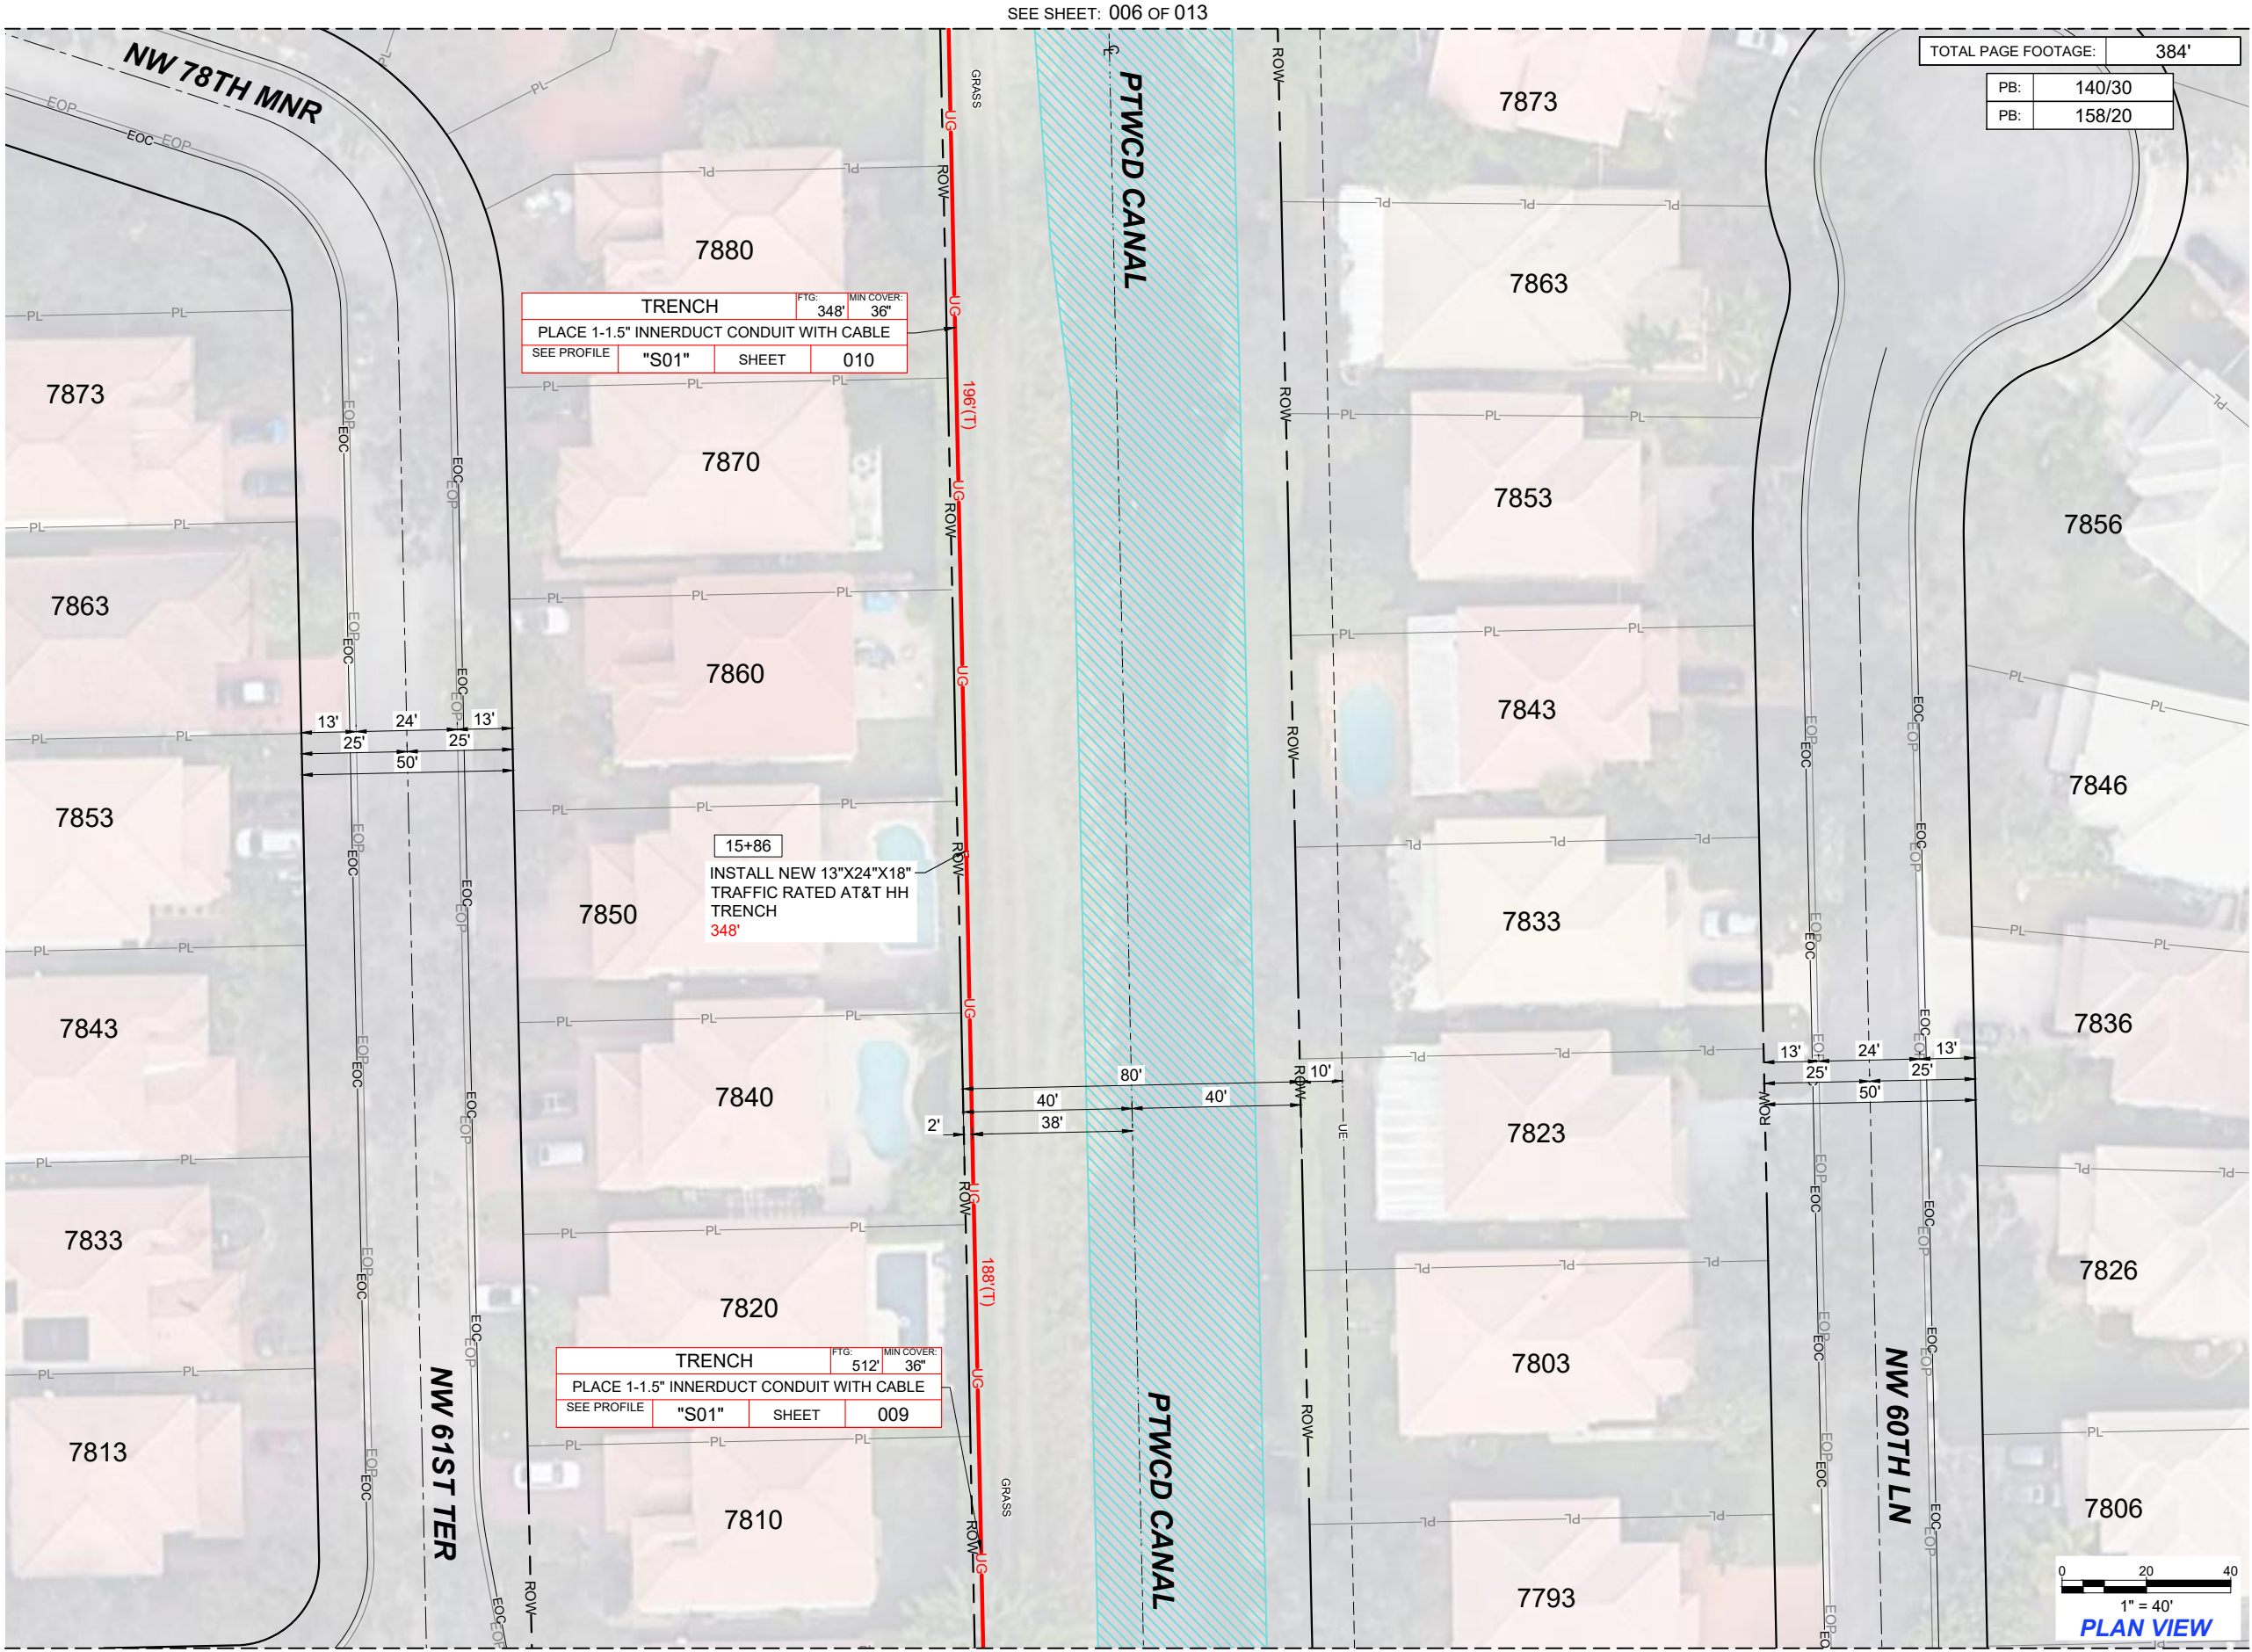 SEE SHEET: 006 OF 013
TOTAL PAGE FOOTAGE: 384'
PB: 140/30
PB: 158/20
NW 78TH MNR
PTWCD CANAL
GRASS
7880
7873
7863
TRENCH FTG: 348' MIN COVER: 36"
PLACE 1-1.5" INNERDUCT CONDUIT WITH CABLE
SEE PROFILE "S01" SHEET 010
196'(T)
7873
7870
7853
7856
7863
7860
7843
7846
13' 24' 13'
25' 25'
50'
7853
15+86
INSTALL NEW 13"X24"X18"
TRAFFIC RATED AT&T HH
TRENCH
348'
7850
7833
7843
7840
7836
80' 10'
40' 40'
2' 38'
13' 24' 13'
25' 25'
50'
UE
7823
7833
7820
188'(T)
7826
TRENCH FTG: 512' MIN COVER: 36"
PLACE 1-1.5" INNERDUCT CONDUIT WITH CABLE
SEE PROFILE "S01" SHEET 009
7803
7813
NW 61ST TER
7810
GRASS
PTWCD CANAL
7793
NW 60TH LN
7806
0 20 40
1" = 40'
PLAN VIEW
EOP
EOC
PL
ROW
UG